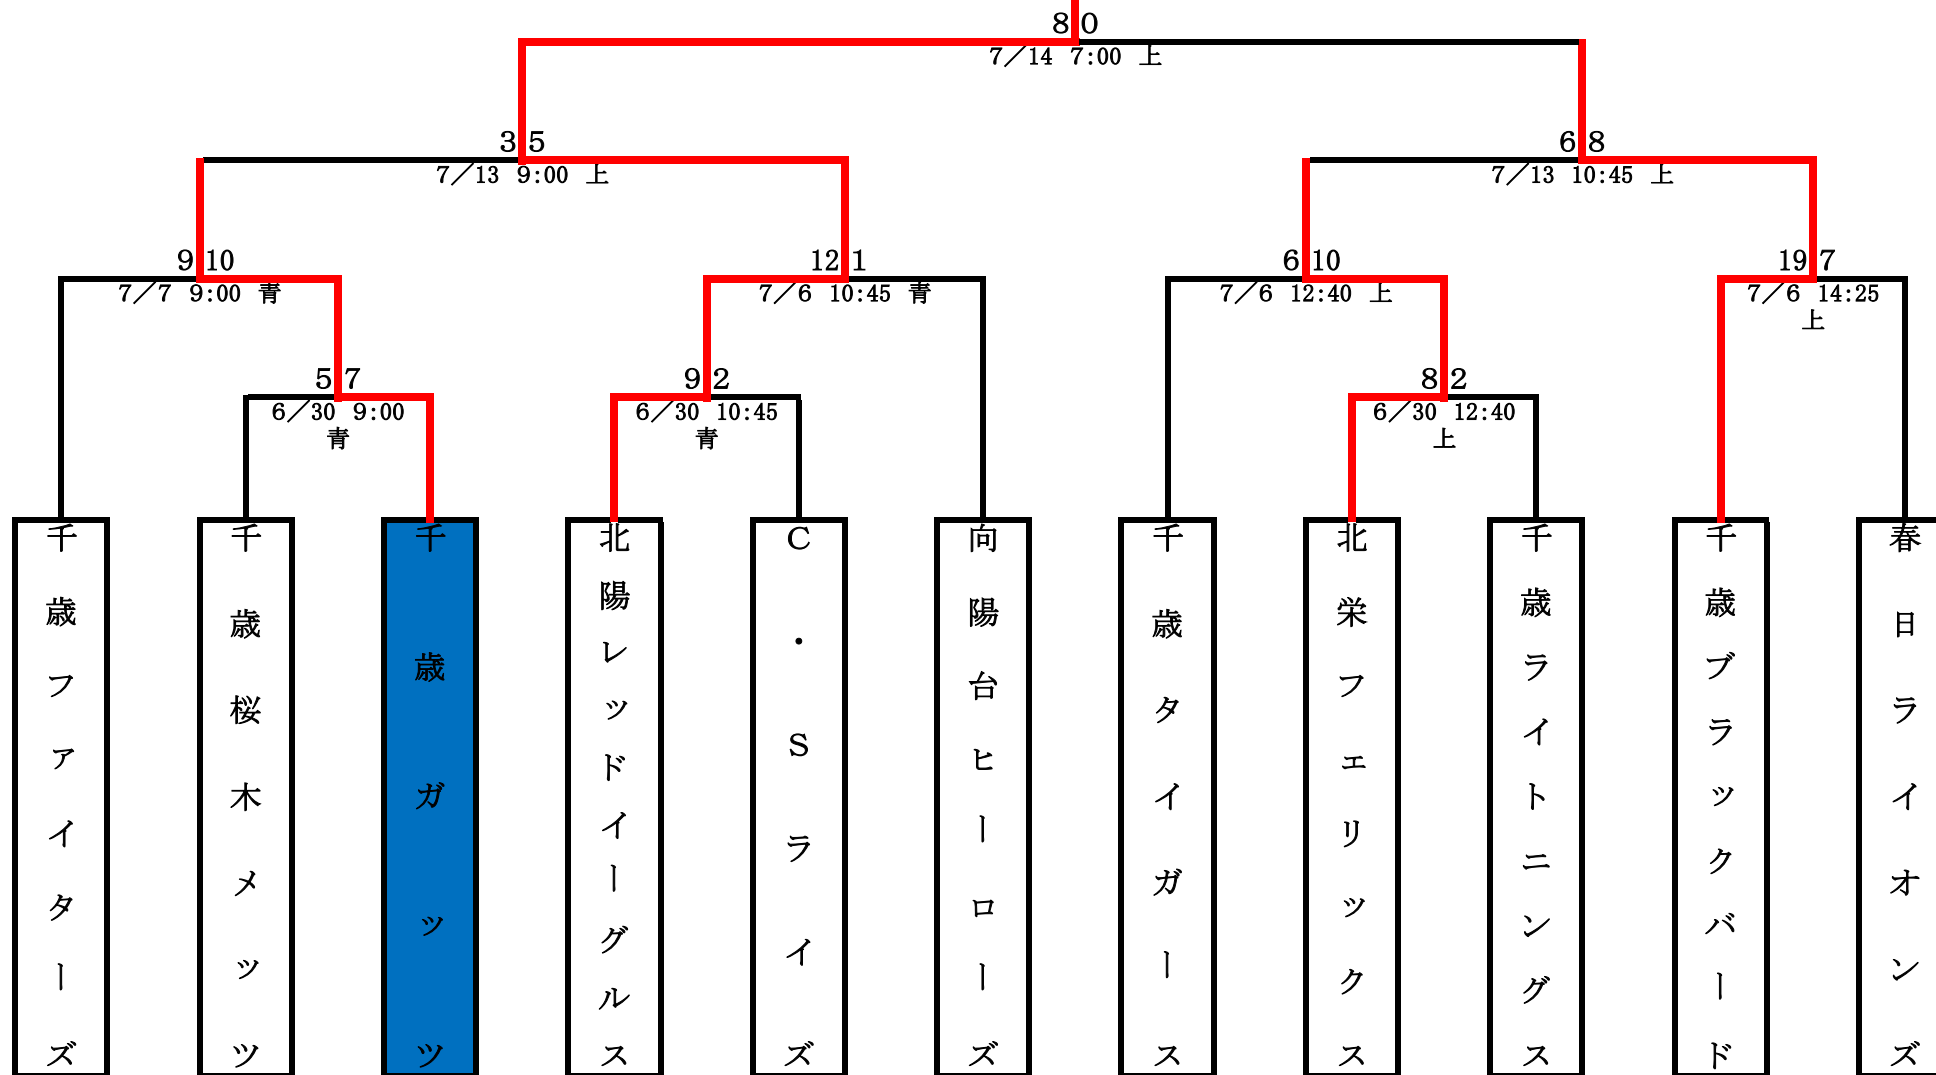 8 0
7／14 7:00 上
3 5
7／13 9:00 上
6 8
7／13 10:45 上
9 10
7／7 9:00 青
12 1
7／6 10:45 青
6 10
7／6 12:40 上
19 7
7／6 14:25
上
5 7
6／30 9:00
青
9 2
6／30 10:45
青
8 2
6／30 12:40
上
千歳ファイターズ
千歳桜木メッツ
千歳ガッツ
北陽レッドイーグルス
C・Sライズ
向陽台ヒーローズ
千歳タイガース
北栄フェリックス
千歳ライトニングス
千歳ブラックバード
春日ライオンズ